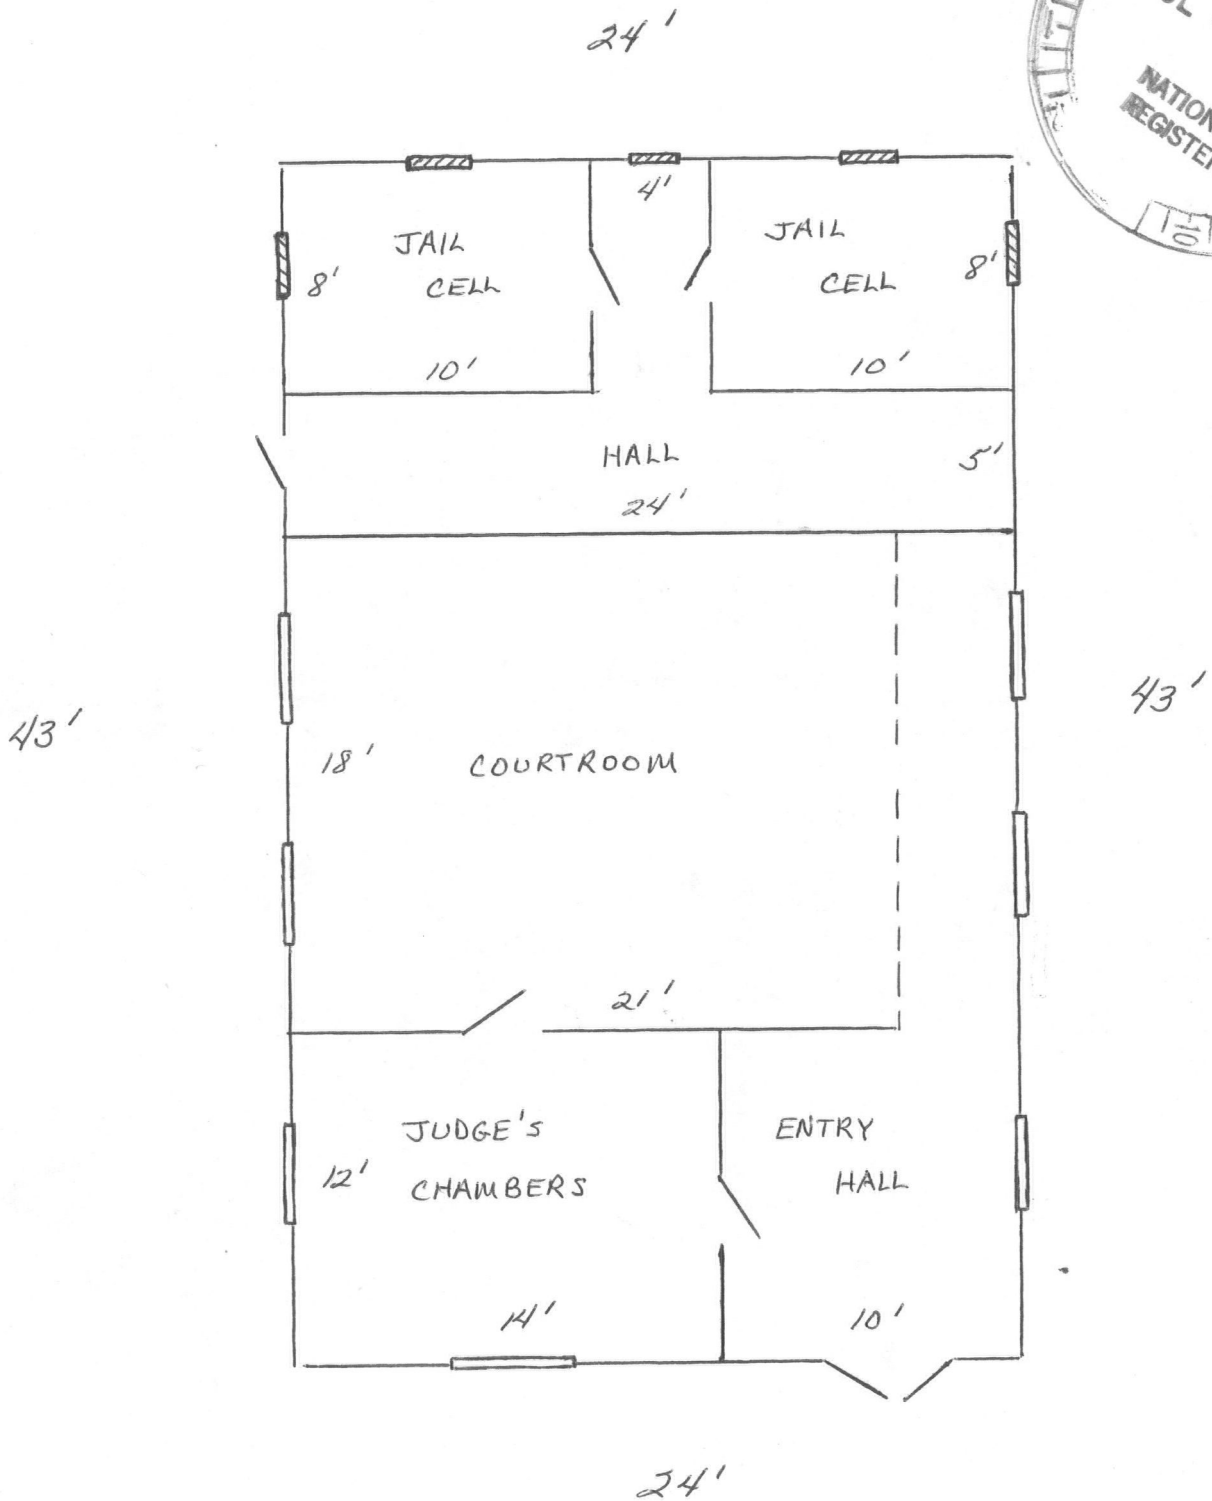 24'
NATION
REGISTE
4'
JAIL
CELL
8'
10'
JAIL
CELL
8'
10'
HALL
5'
24'
43'
43'
18'
COURTROOM
21'
JUDGE'S
CHAMBERS
12'
14'
ENTRY
HALL
10'
24'